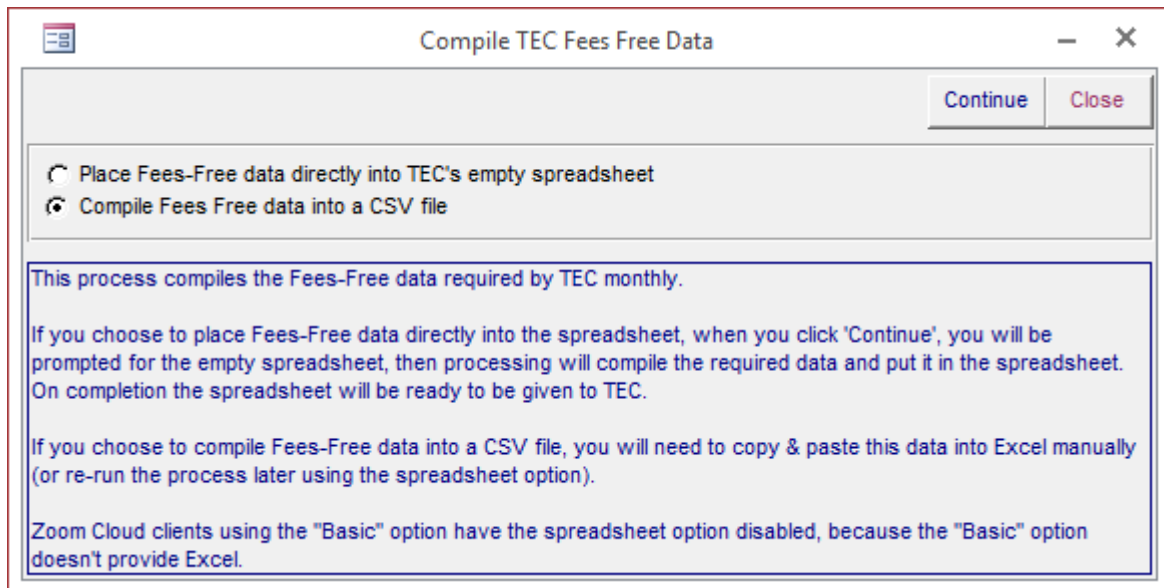 Compile TEC Fees Free Data
Continue
Close
Place Fees-Free data directly into TEC's empty spreadsheet
Compile Fees Free data into a CSV file
This process compiles the Fees-Free data required by TEC monthly.
If you choose to place Fees-Free data directly into the spreadsheet, when you click 'Continue', you will be
prompted for the empty spreadsheet, then processing will compile the required data and put it in the spreadsheet.
On completion the spreadsheet will be ready to be given to TEC.
If you choose to compile Fees-Free data into a CSV file, you will need to copy & paste this data into Excel manually
(or re-run the process later using the spreadsheet option).
Zoom Cloud clients using the "Basic" option have the spreadsheet option disabled, because the "Basic" option
doesn't provide Excel.